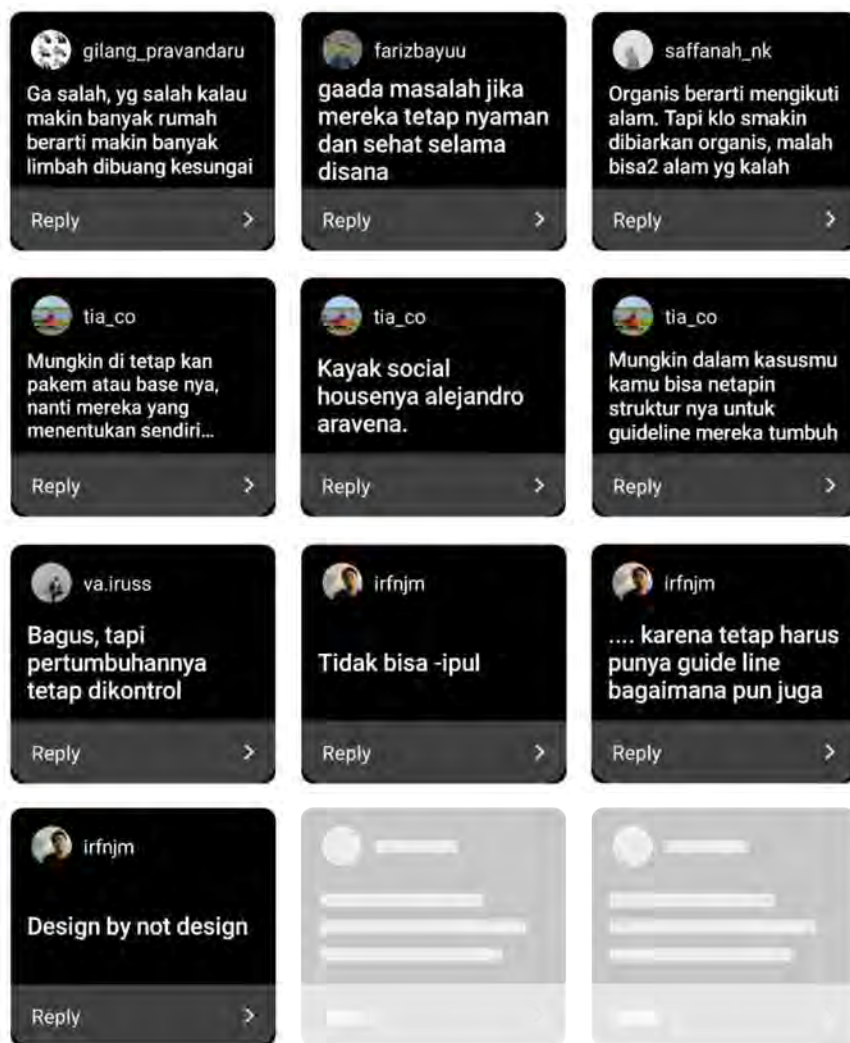 gilang_pravandaru
Ga salah, yg salah kalau
makin banyak rumah
berarti makin banyak
limbah dibuang kesungai
Reply
farizbayuu
gaada masalah jika
mereka tetap nyaman
dan sehat selama
disana
Reply
saffanah_nk
Organis berarti mengikuti
alam. Tapi klo smakin
dibiarkan organis, malah
bisa2 alam yg kalah
Reply
tia_co
Mungkin di tetap kan
pakem atau base nya,
nanti mereka yang
menentukan sendiri...
Reply
tia_co
Kayak social
housenya alejandro
aravena.
Reply
tia_co
Mungkin dalam kasusmu
kamu bisa netapin
struktur nya untuk
guideline mereka tumbuh
Reply
va.iruss
Bagus, tapi
pertumbuhannya
tetap dikontrol
Reply
irfnjm
Tidak bisa -ipul
Reply
irfnjm
.... karena tetap harus
punya guide line
bagaimana pun juga
Reply
irfnjm
Design by not design
Reply